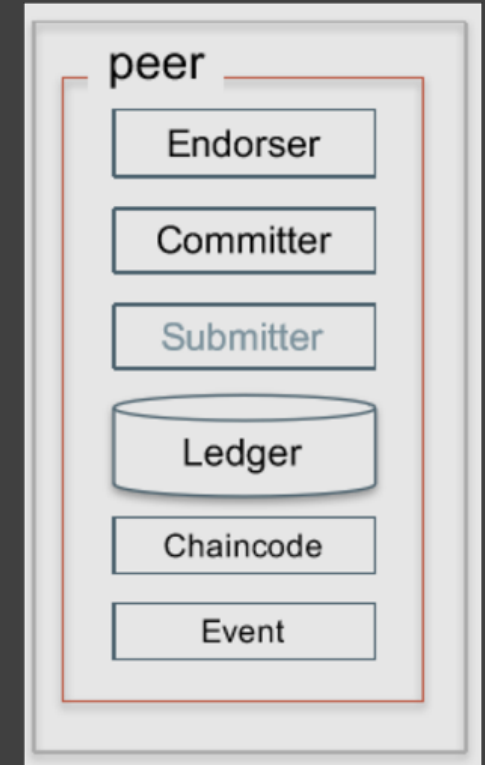 peer
Endorser
Committer
Submitter
Ledger
Chaincode
Event